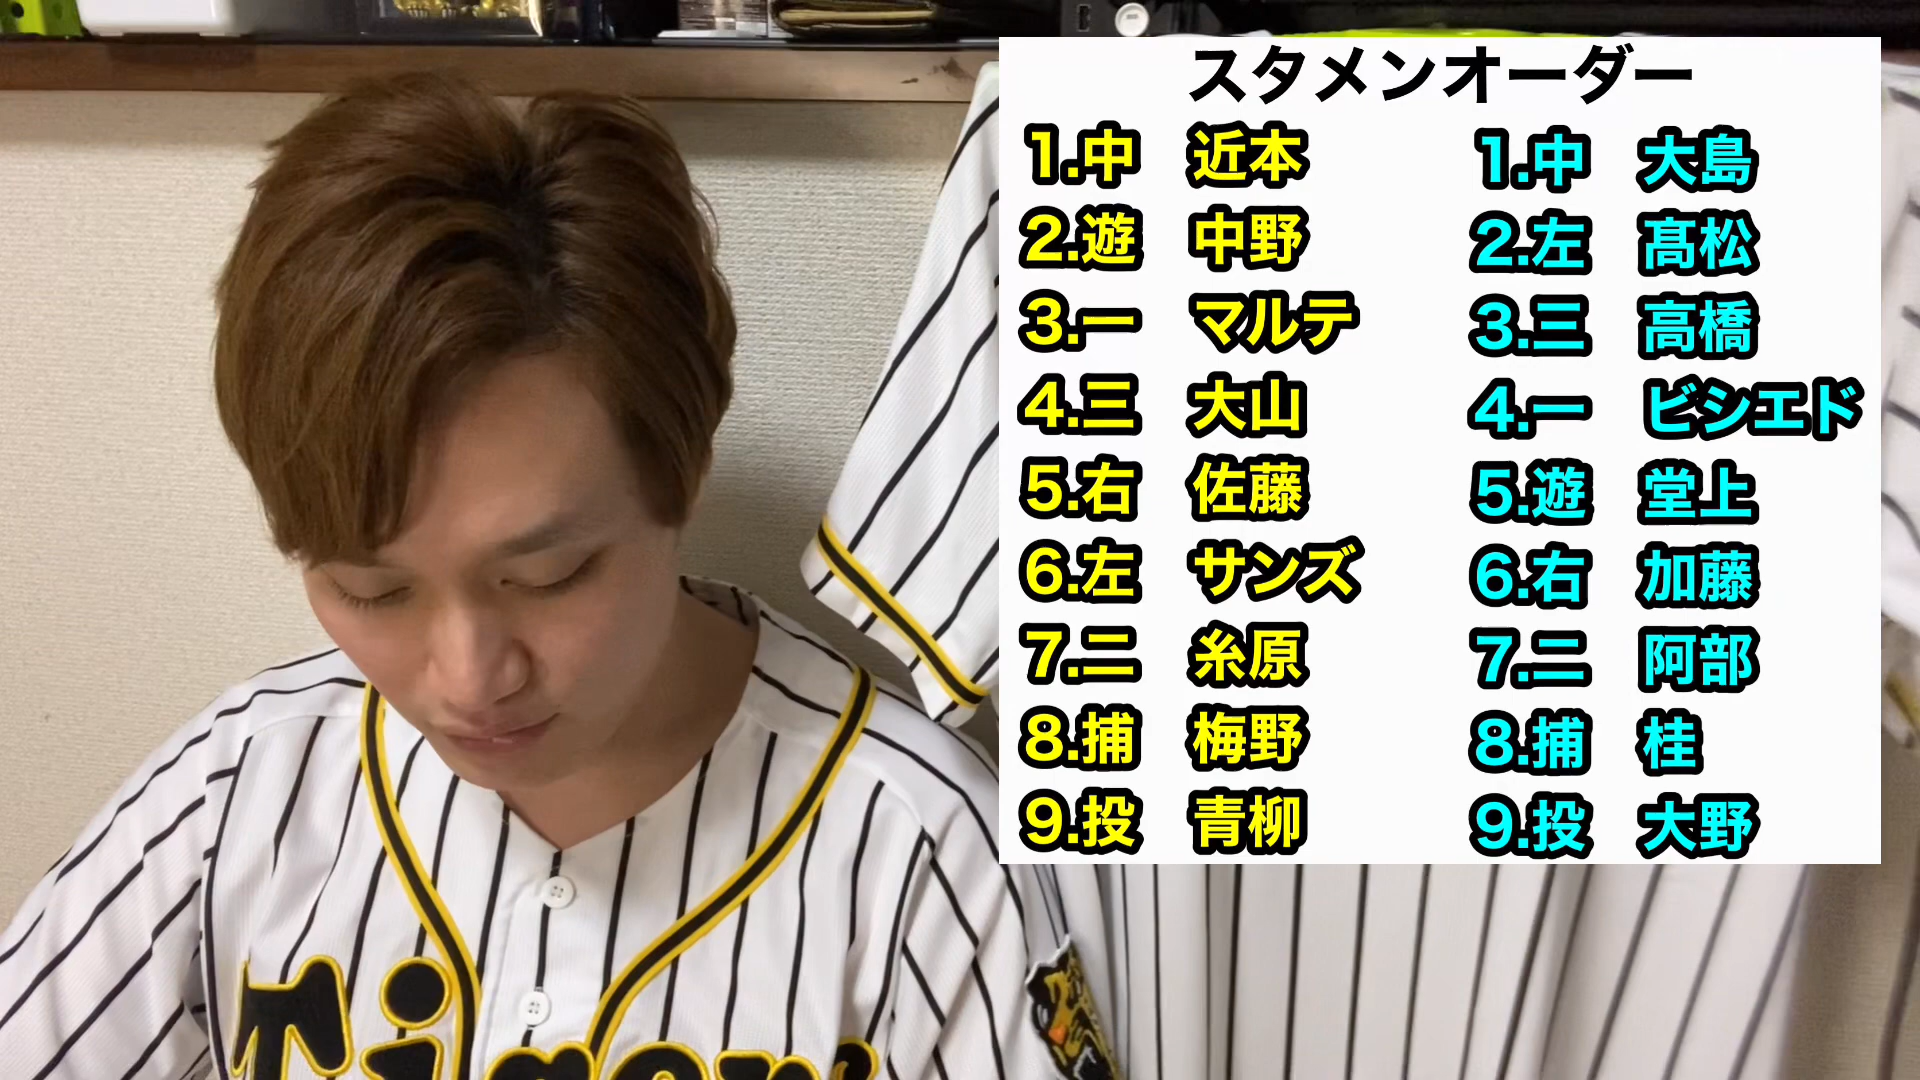 スタメンオーダー
1.中 近本 1.中 大島
2.遊 中野 2.左 髙松
3.一 マルテ 3.三 高橋
4.三 大山 4.一 ビシエド
5.右 佐藤 5.遊 堂上
6.左 サンズ 6.右 加藤
7.二 糸原 7.二 阿部
8.捕 梅野 8.捕 桂
9.投 青柳 9.投 大野
Tigers